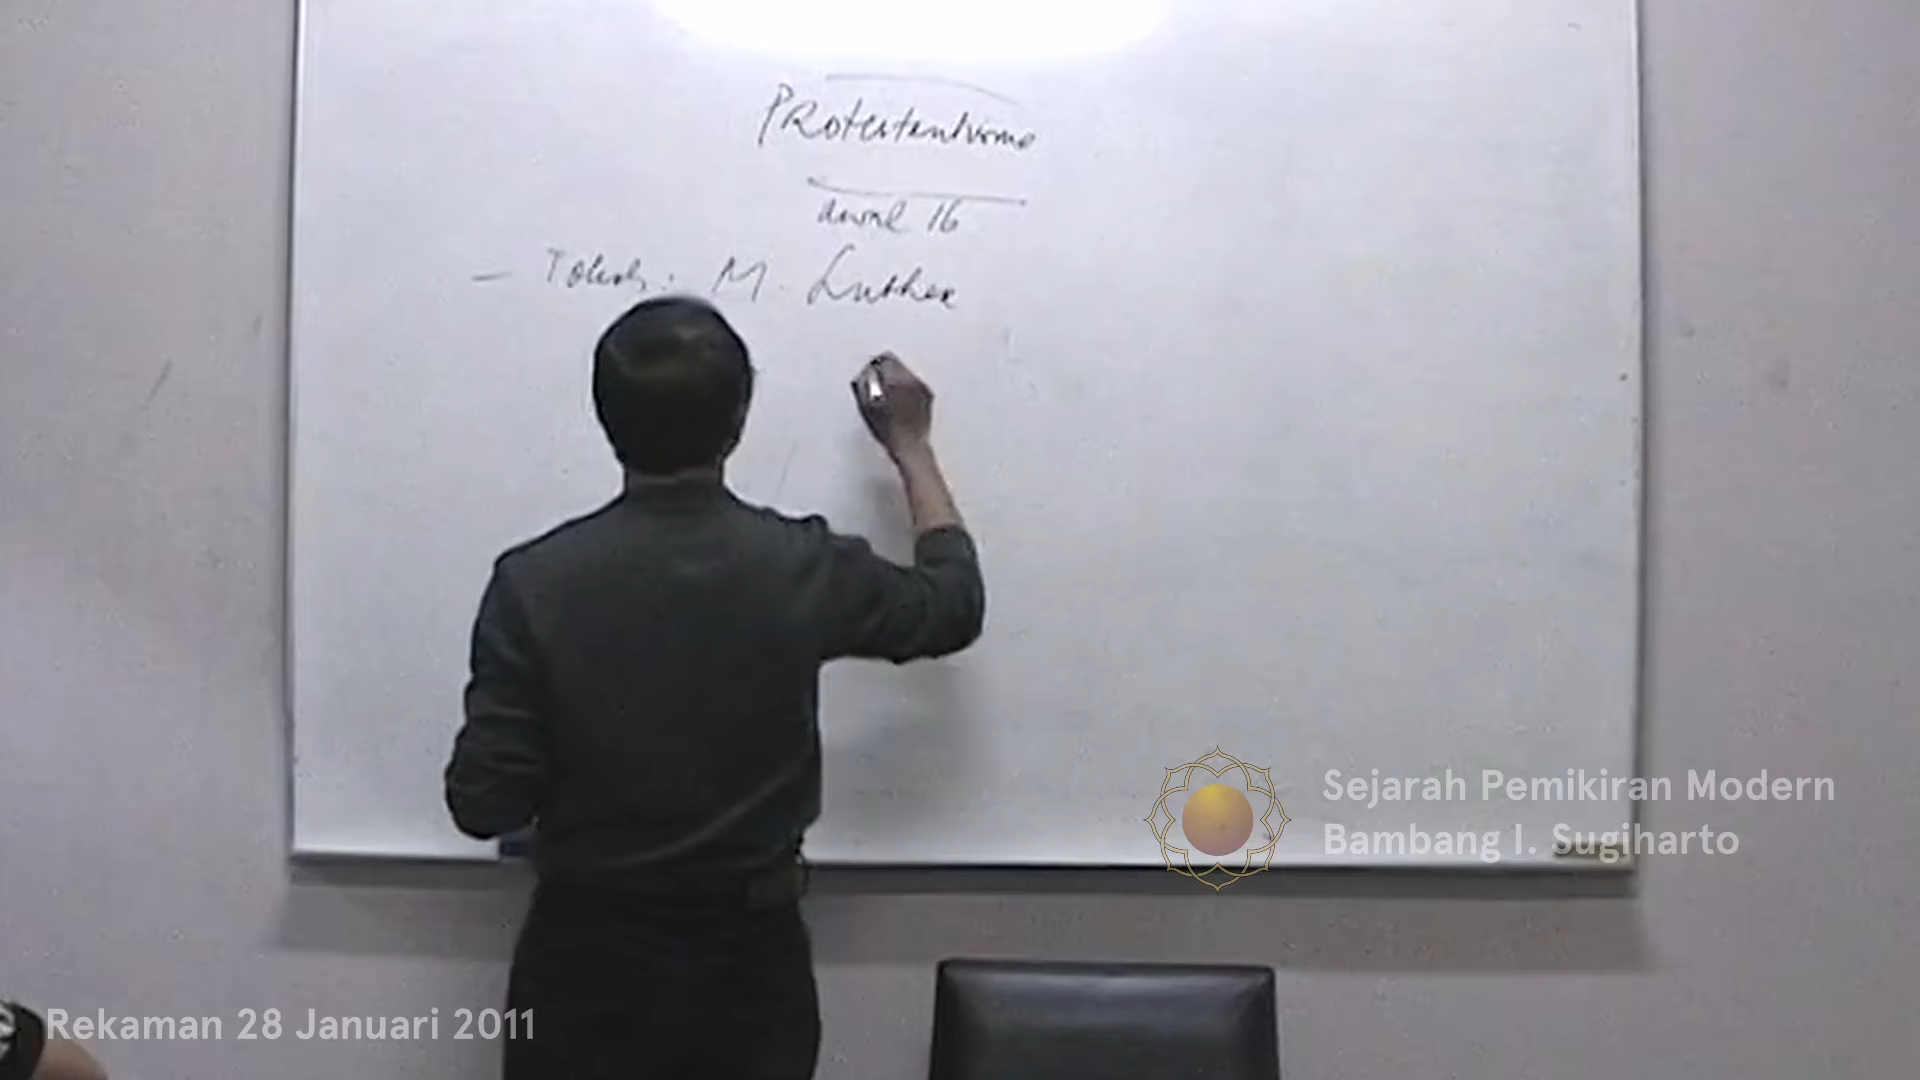 Protestantisme
awal 16
- Tokoh: M. Luther
Sejarah Pemikiran Modern
Bambang I. Sugiharto
Rekaman 28 Januari 2011